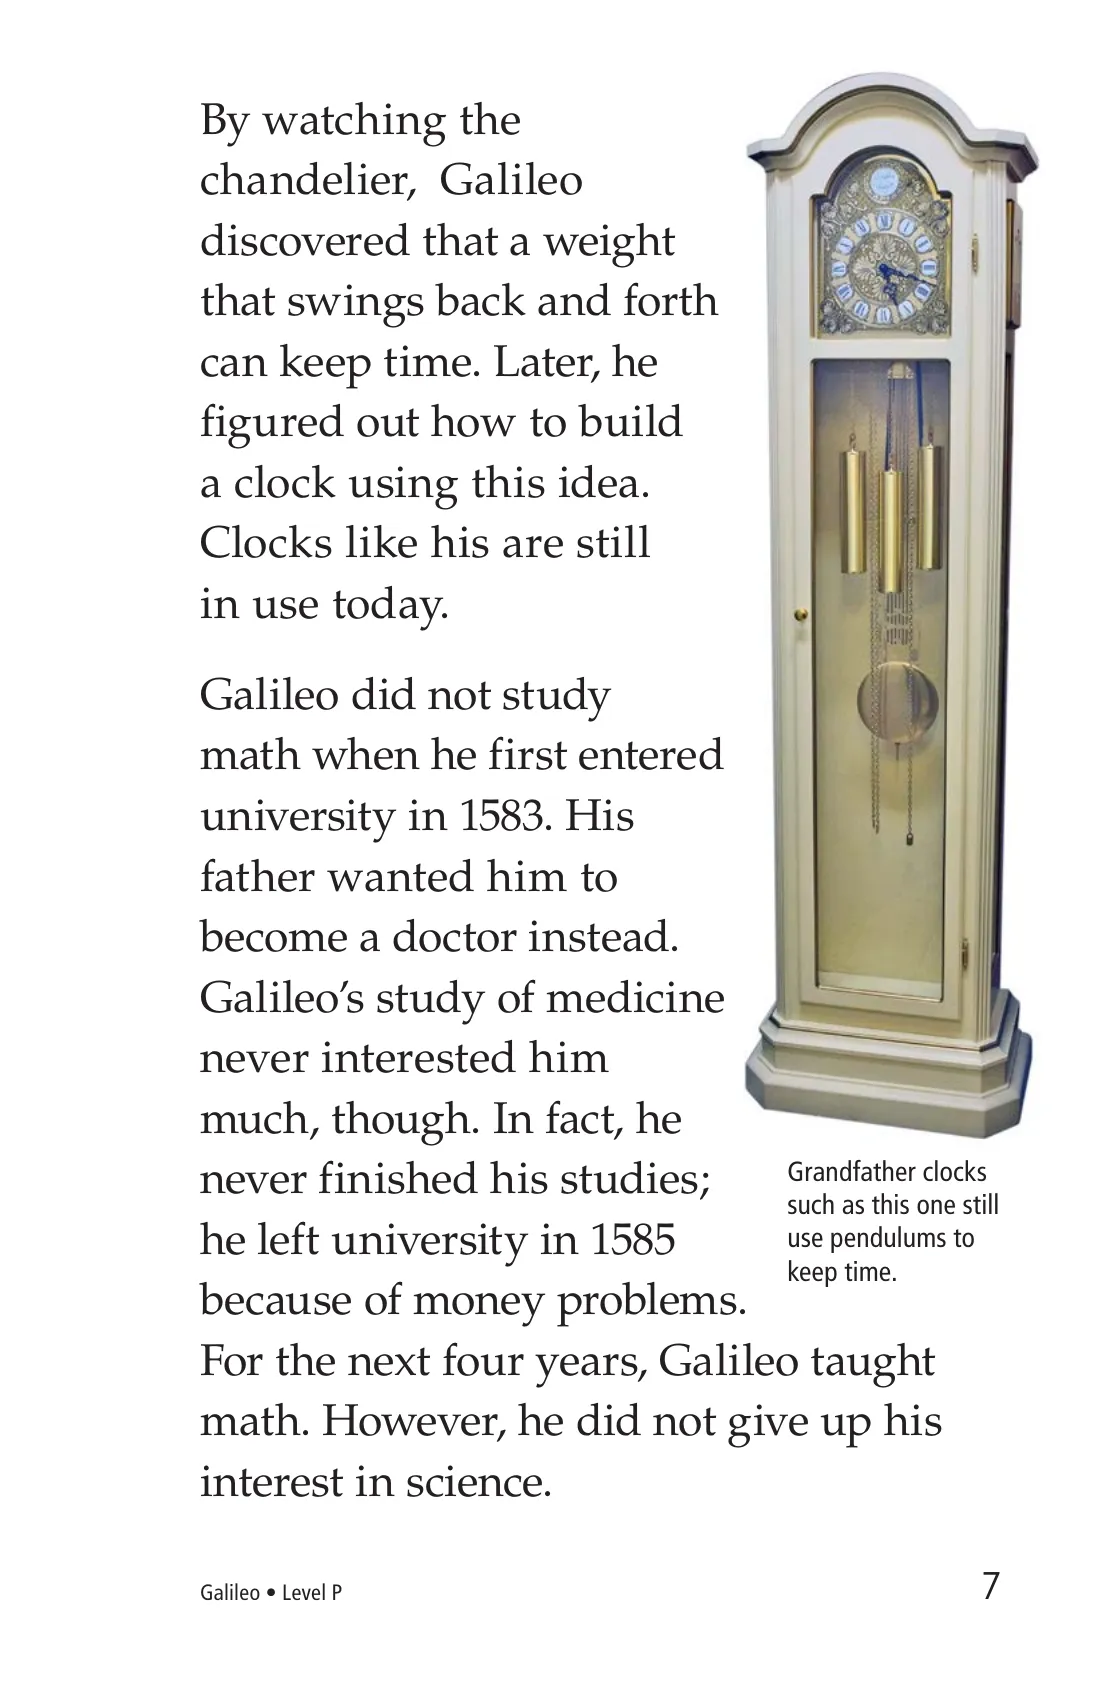 By watching the
chandelier,  Galileo
discovered that a weight
that swings back and forth
can keep time. Later, he
figured out how to build
a clock using this idea.
Clocks like his are still
in use today.
Galileo did not study
math when he first entered
university in 1583. His
father wanted him to
become a doctor instead.
Galileo’s study of medicine
never interested him
much, though. In fact, he
never finished his studies;
he left university in 1585
because of money problems.
For the next four years, Galileo taught
math. However, he did not give up his
interest in science.
Grandfather clocks
such as this one still
use pendulums to
keep time.
Galileo • Level P
7